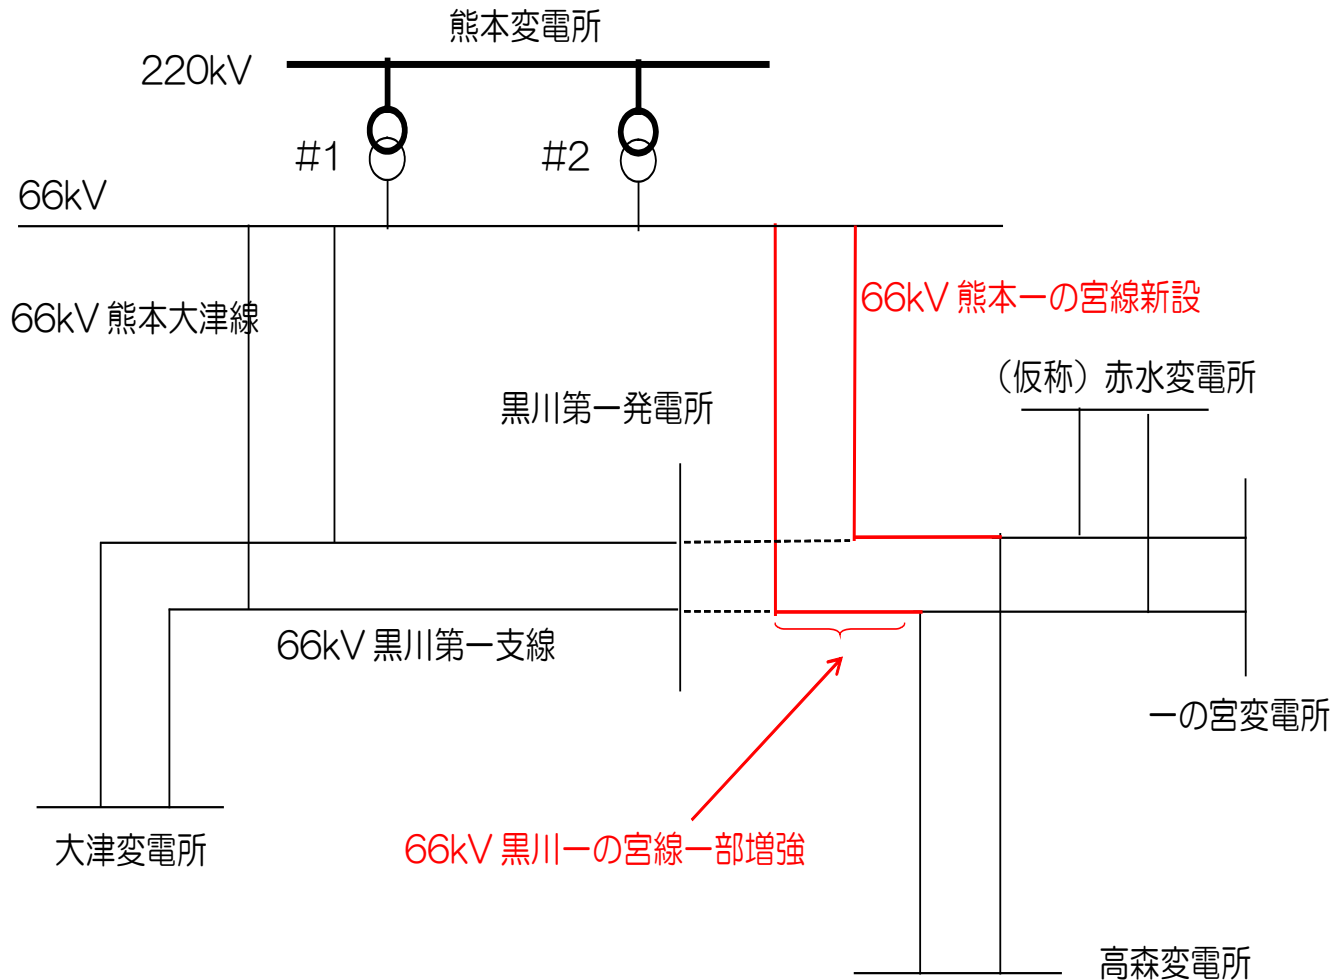 熊本変電所
220kV
#1
#2
66kV
66kV 熊本一の宮線新設
66kV 熊本大津線
(仮称)赤水変電所
黒川第一発電所
66kV 黒川第一支線
一の宮変電所
大津変電所
66kV 黒川一の宮線一部増強
高森変電所